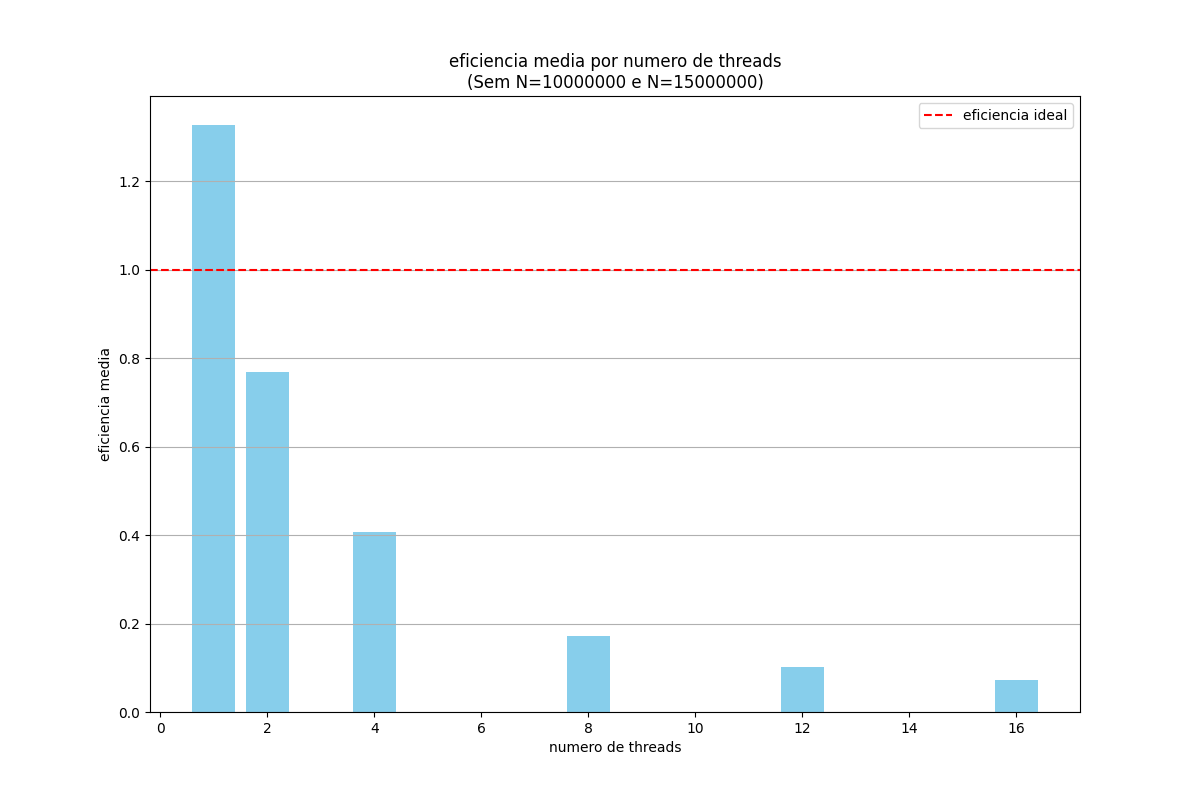 eficiencia media por numero de threads
(Sem N=10000000 e N=15000000)
eficiencia ideal
eficiencia media
1.2
1.0
0.8
0.6
0.4
0.2
0.0
0 2 4 6 8 10 12 14 16
numero de threads